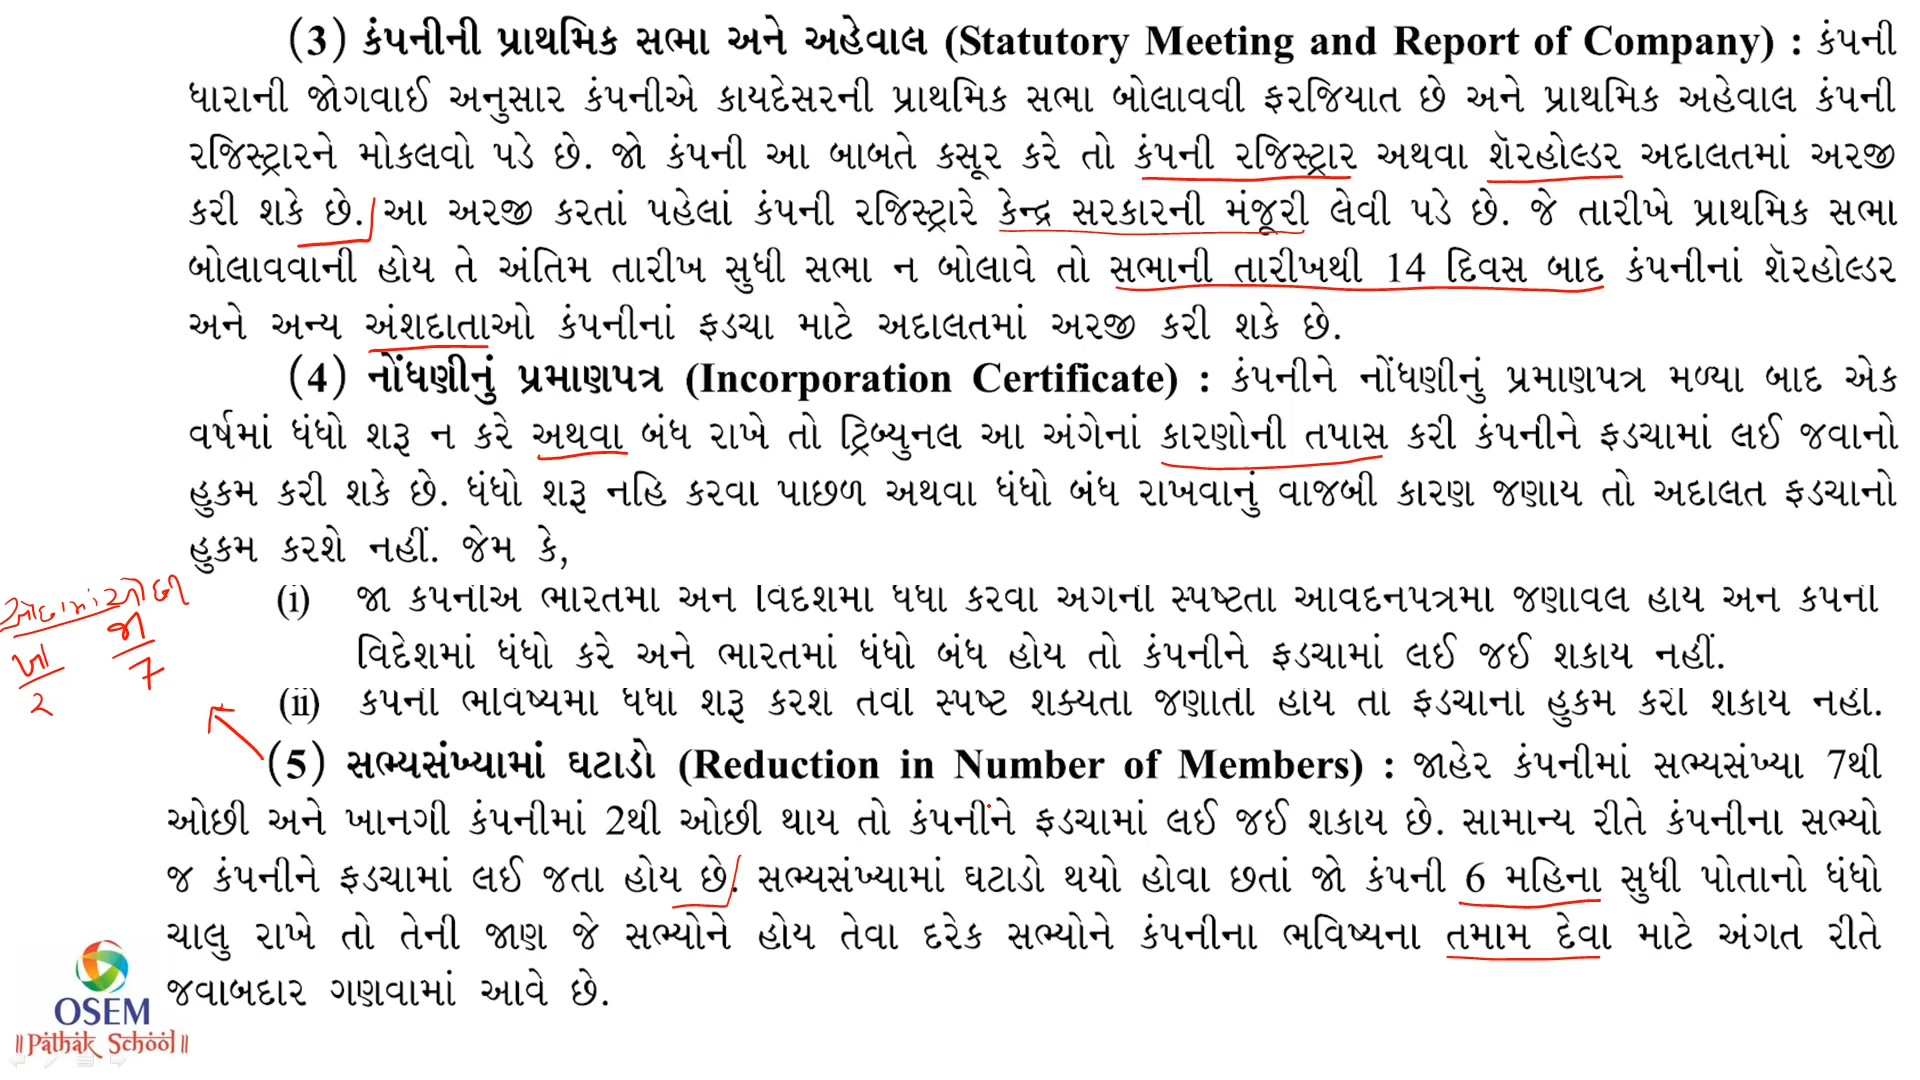 (3) કંપનીની પ્રાથમિક સભા અને અહેવાલ (Statutory Meeting and Report of Company) : કંપની
ધારાની જોગવાઈ અનુસાર કંપનીએ કાયદેસરની પ્રાથમિક સભા બોલાવવી ફરજિયાત છે અને પ્રાથમિક અહેવાલ કંપની
રજિસ્ટ્રારને મોકલવો પડે છે. જો કંપની આ બાબતે કસૂર કરે તો કંપની રજિસ્ટ્રાર અથવા શૅરહોલ્ડર અદાલતમાં અરજી
કરી શકે છે. આ અરજી કરતાં પહેલાં કંપની રજિસ્ટ્રારે કેન્દ્ર સરકારની મંજૂરી લેવી પડે છે. જે તારીખે પ્રાથમિક સભા
બોલાવવાની હોય તે અંતિમ તારીખ સુધી સભા ન બોલાવે તો સભાની તારીખથી 14 દિવસ બાદ કંપનીનાં શૅરહોલ્ડર
અને અન્ય અંશદાતાઓ કંપનીનાં ફડચા માટે અદાલતમાં અરજી કરી શકે છે.
(4) નોંધણીનું પ્રમાણપત્ર (Incorporation Certificate) : કંપનીને નોંધણીનું પ્રમાણપત્ર મળ્યા બાદ એક
વર્ષમાં ધંધો શરૂ ન કરે અથવા બંધ રાખે તો ટ્રિબ્યુનલ આ અંગેનાં કારણોની તપાસ કરી કંપનીને ફડચામાં લઈ જવાનો
હુકમ કરી શકે છે. ધંધો શરૂ નહિ કરવા પાછળ અથવા ધંધો બંધ રાખવાનું વાજબી કારણ જણાય તો અદાલત ફડચાનો
હુકમ કરશે નહીં. જેમ કે,
(i) જો કંપનીએ ભારતમાં અને વિદેશમાં ધંધો કરવા અંગેની સ્પષ્ટતા આવેદનપત્રમાં જણાવેલ હોય અને કંપની
વિદેશમાં ધંધો કરે અને ભારતમાં ધંધો બંધ હોય તો કંપનીને ફડચામાં લઈ જઈ શકાય નહીં.
(ii) કંપની ભવિષ્યમાં ધંધો શરૂ કરશે તેવી સ્પષ્ટ શક્યતા જણાતી હોય તો ફડચાનો હુકમ કરી શકાય નહીં.
ઓછામાં ઓછી
ખા જા
2 7
(5) સભ્યસંખ્યામાં ઘટાડો (Reduction in Number of Members) : જાહેર કંપનીમાં સભ્યસંખ્યા 7થી
ઓછી અને ખાનગી કંપનીમાં 2થી ઓછી થાય તો કંપનીને ફડચામાં લઈ જઈ શકાય છે. સામાન્ય રીતે કંપનીના સભ્યો
જ કંપનીને ફડચામાં લઈ જતા હોય છે. સભ્યસંખ્યામાં ઘટાડો થયો હોવા છતાં જો કંપની 6 મહિના સુધી પોતાનો ધંધો
ચાલુ રાખે તો તેની જાણ જે સભ્યોને હોય તેવા દરેક સભ્યોને કંપનીના ભવિષ્યના તમામ દેવા માટે અંગત રીતે
જવાબદાર ગણવામાં આવે છે.
OSEM
॥Pathak School॥